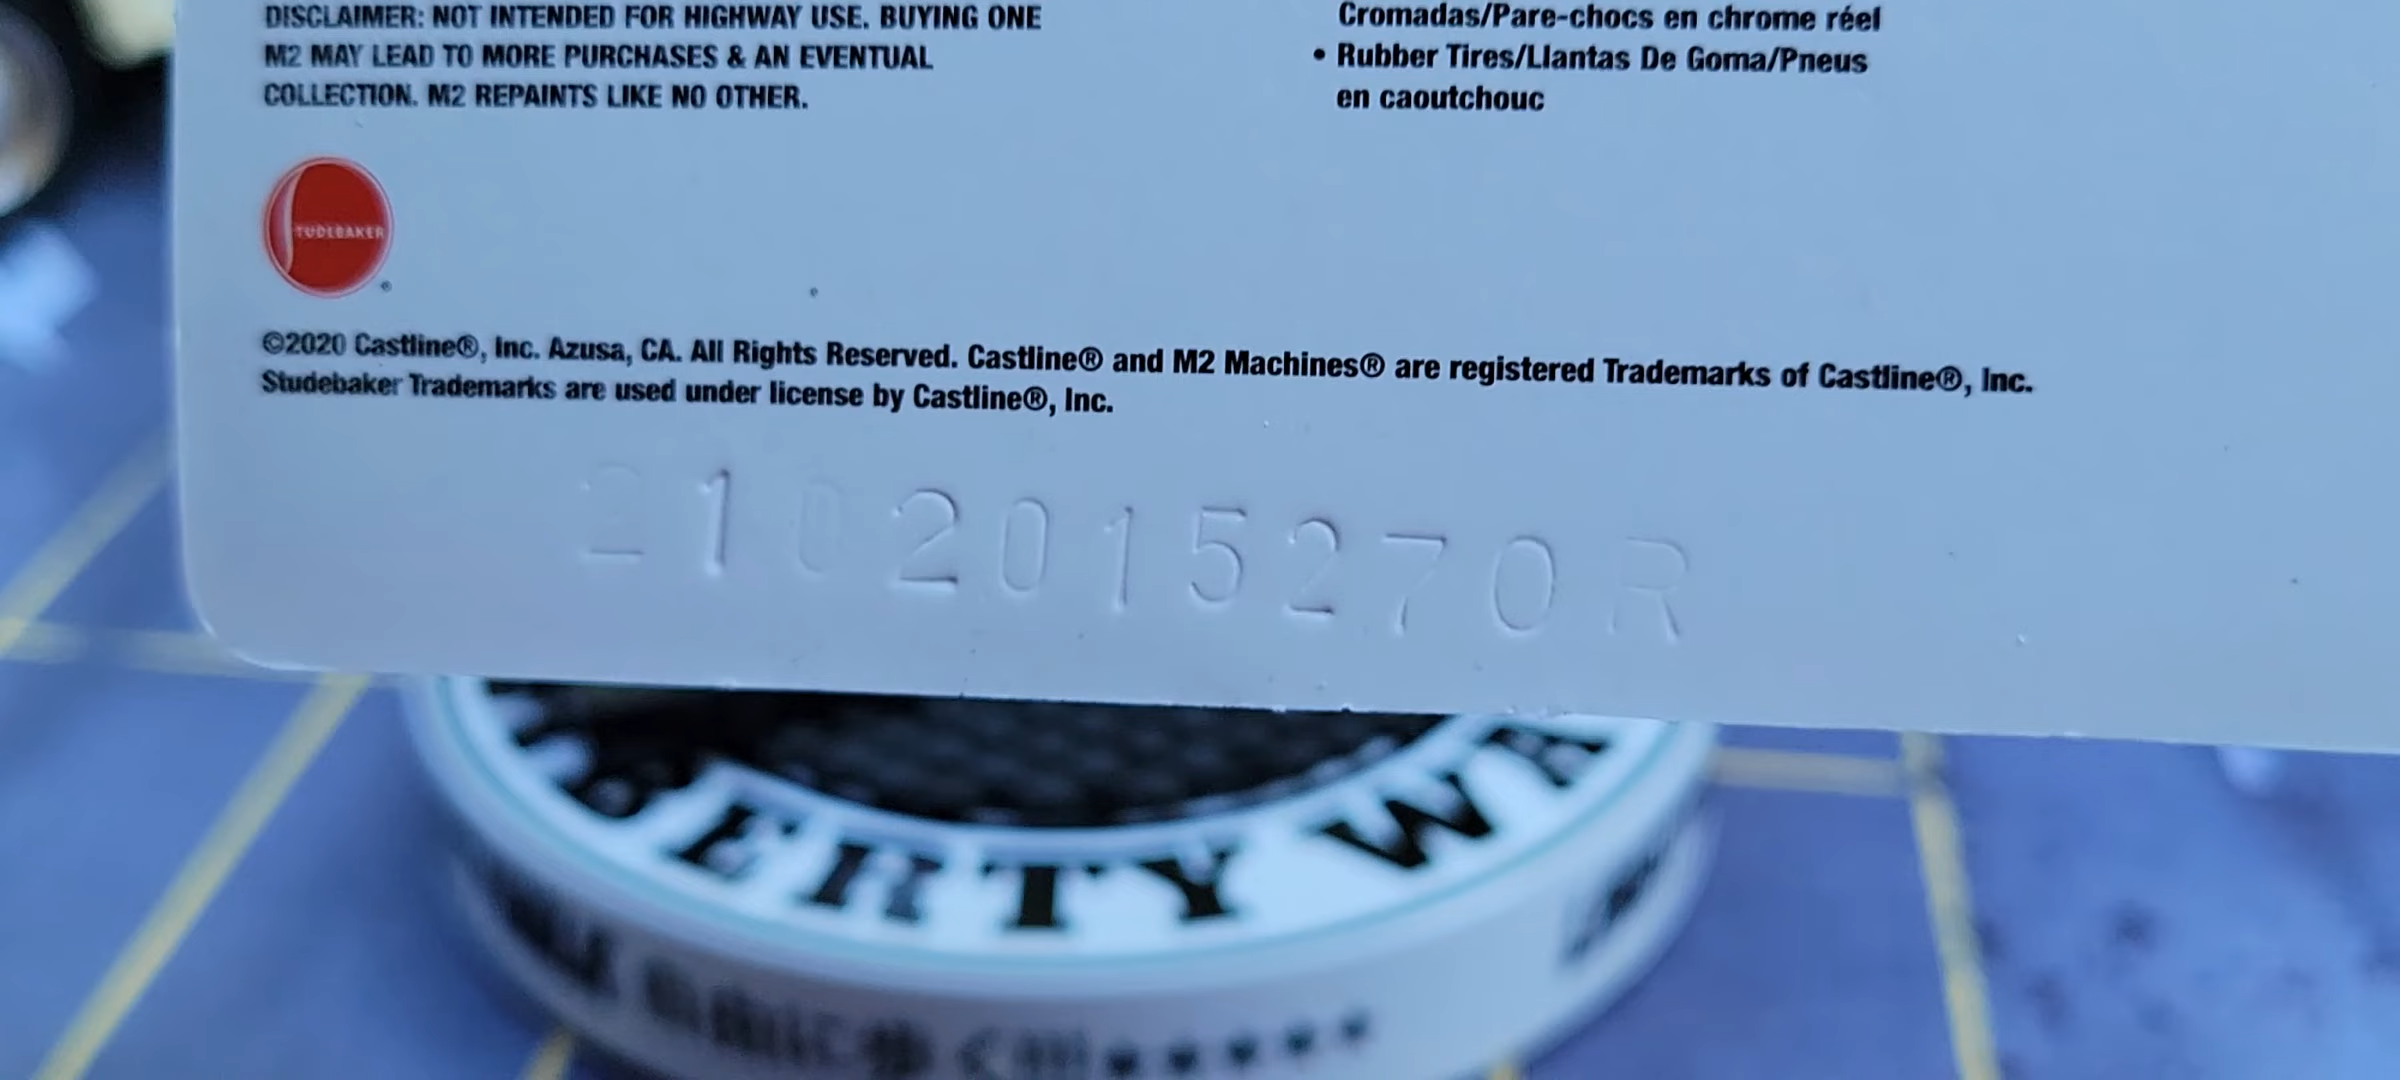 DISCLAIMER: NOT INTENDED FOR HIGHWAY USE. BUYING ONE
M2 MAY LEAD TO MORE PURCHASES & AN EVENTUAL
COLLECTION. M2 REPAINTS LIKE NO OTHER.
Cromadas/Pare-chocs en chrome réel
• Rubber Tires/Llantas De Goma/Pneus
en caoutchouc
STUDEBAKER
®
©2020 Castline®, Inc. Azusa, CA. All Rights Reserved. Castline® and M2 Machines® are registered Trademarks of Castline®, Inc.
Studebaker Trademarks are used under license by Castline®, Inc.
2102015270R
BERTY WA